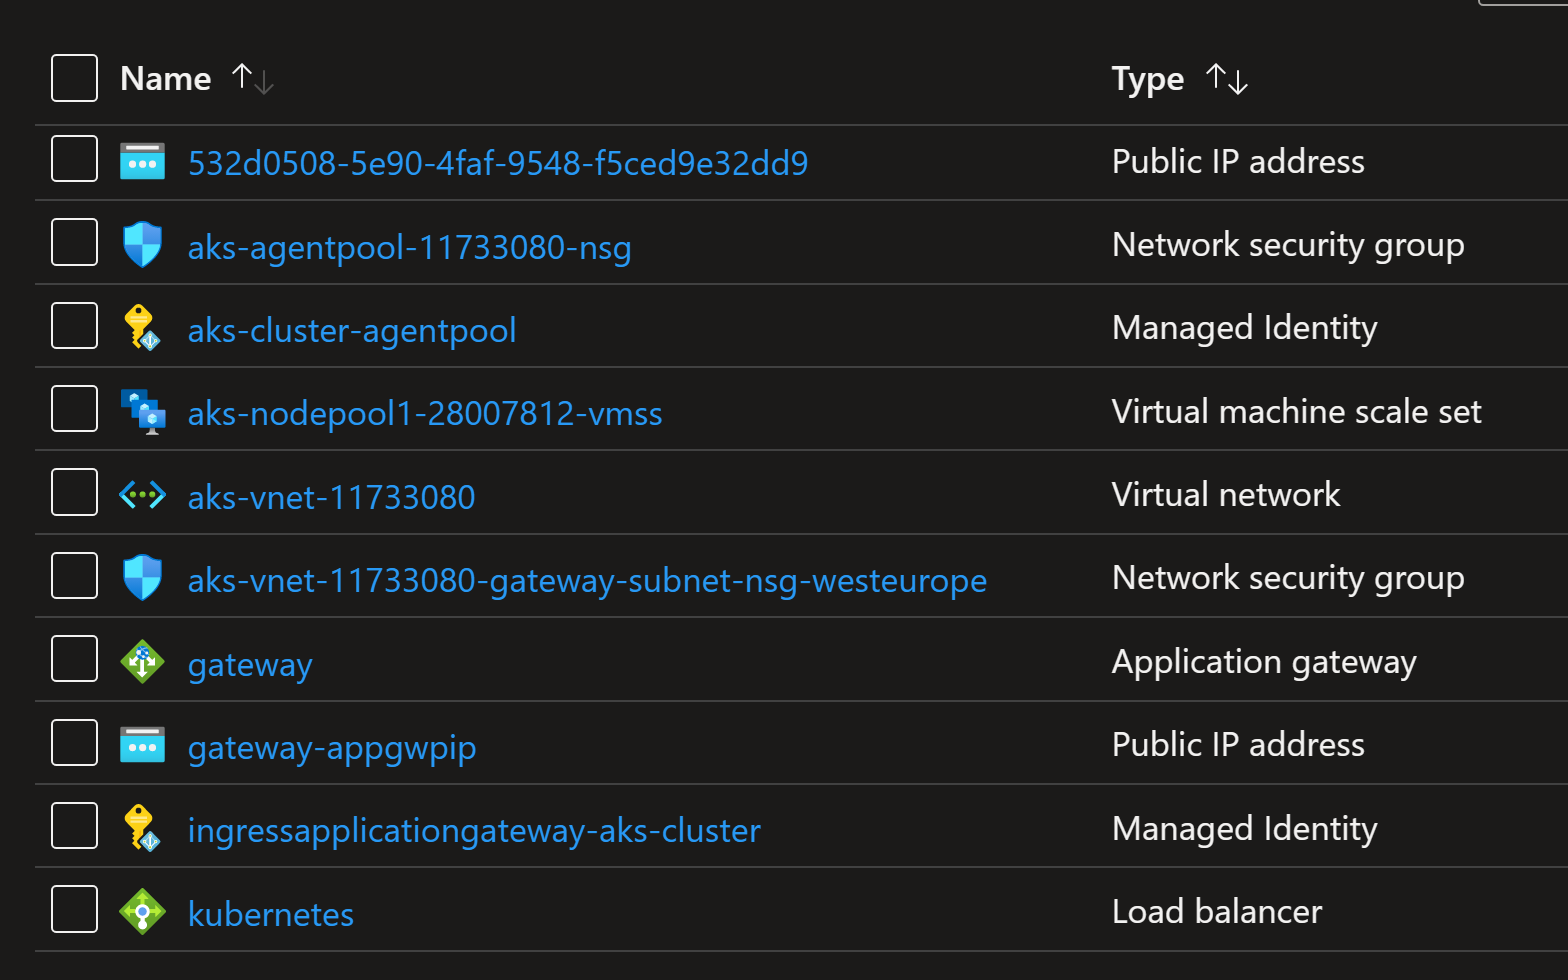 Name ↑↓ Type ↑↓
532d0508-5e90-4faf-9548-f5ced9e32dd9 Public IP address
aks-agentpool-11733080-nsg Network security group
aks-cluster-agentpool Managed Identity
aks-nodepool1-28007812-vmss Virtual machine scale set
aks-vnet-11733080 Virtual network
aks-vnet-11733080-gateway-subnet-nsg-westeurope Network security group
gateway Application gateway
gateway-appgwpip Public IP address
ingressapplicationgateway-aks-cluster Managed Identity
kubernetes Load balancer